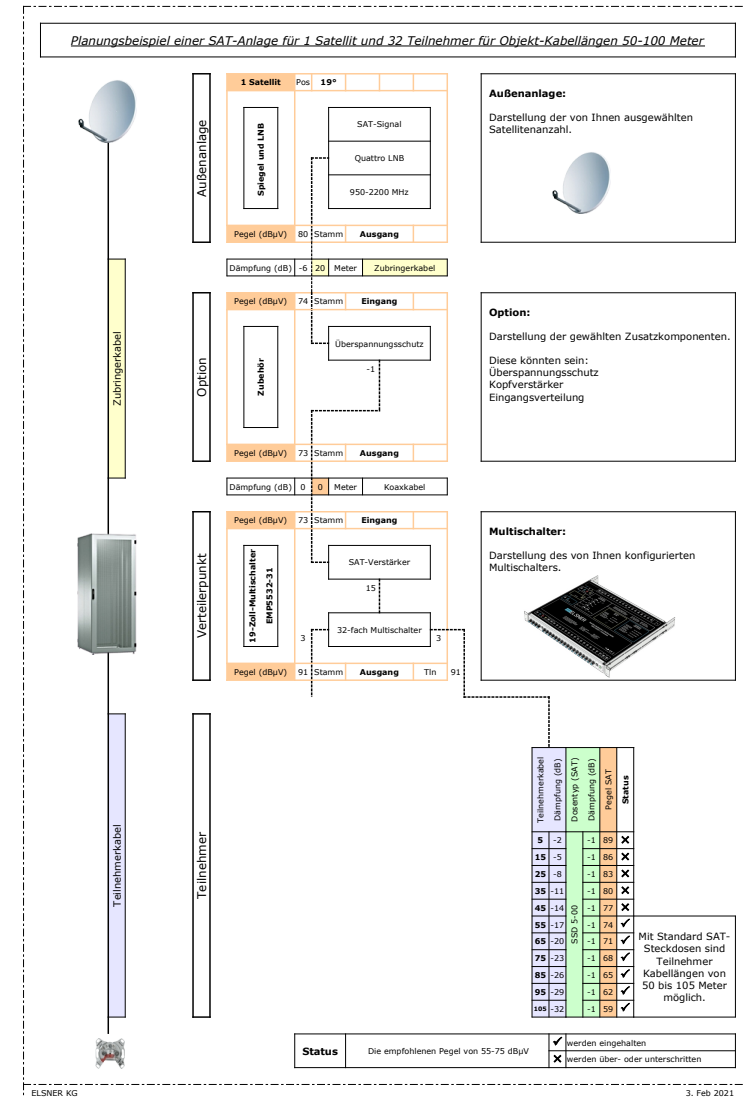 Planungsbeispiel einer SAT-Anlage für 1 Satellit und 32 Teilnehmer für Objekt-Kabellängen 50-100 Meter
Außenanlage
1 Satellit Pos 19°
Spiegel und LNB
SAT-Signal
Quattro LNB
950-2200 MHz
Pegel (dBµV) 80 Stamm Ausgang
Außenanlage:
Darstellung der von Ihnen ausgewählten
Satellitenanzahl.
Dämpfung (dB) -6 20 Meter Zubringerkabel
Zubringerkabel
Option
Pegel (dBµV) 74 Stamm Eingang
Zubehör
Überspannungsschutz
-1
Pegel (dBµV) 73 Stamm Ausgang
Option:
Darstellung der gewählten Zusatzkomponenten.
Diese könnten sein:
Überspannungsschutz
Kopfverstärker
Eingangsverteilung
Dämpfung (dB) 0 0 Meter Koaxkabel
Verteilerpunkt
Pegel (dBµV) 73 Stamm Eingang
19-Zoll-Multischalter
EMP5532-31
SAT-Verstärker
15
32-fach Multischalter
3 3
Pegel (dBµV) 91 Stamm Ausgang Tln 91
Multischalter:
Darstellung des von Ihnen konfigurierten
Multischalters.
ELSNER
Teilnehmerkabel
Teilnehmer
Teilnehmerkabel Dämpfung (dB) Dosentyp (SAT) Dämpfung (dB) Pegel SAT Status
SSD 5-00
5 -2 -1 89 ✖
15 -5 -1 86 ✖
25 -8 -1 83 ✖
35 -11 -1 80 ✖
45 -14 -1 77 ✖
55 -17 -1 74 ✔
65 -20 -1 71 ✔
75 -23 -1 68 ✔
85 -26 -1 65 ✔
95 -29 -1 62 ✔
105 -32 -1 59 ✔
Mit Standard SAT-
Steckdosen sind
Teilnehmer
Kabellängen von
50 bis 105 Meter
möglich.
Status Die empfohlenen Pegel von 55-75 dBµV
✔ werden eingehalten
✖ werden über- oder unterschritten
ELSNER KG 3. Feb 2021